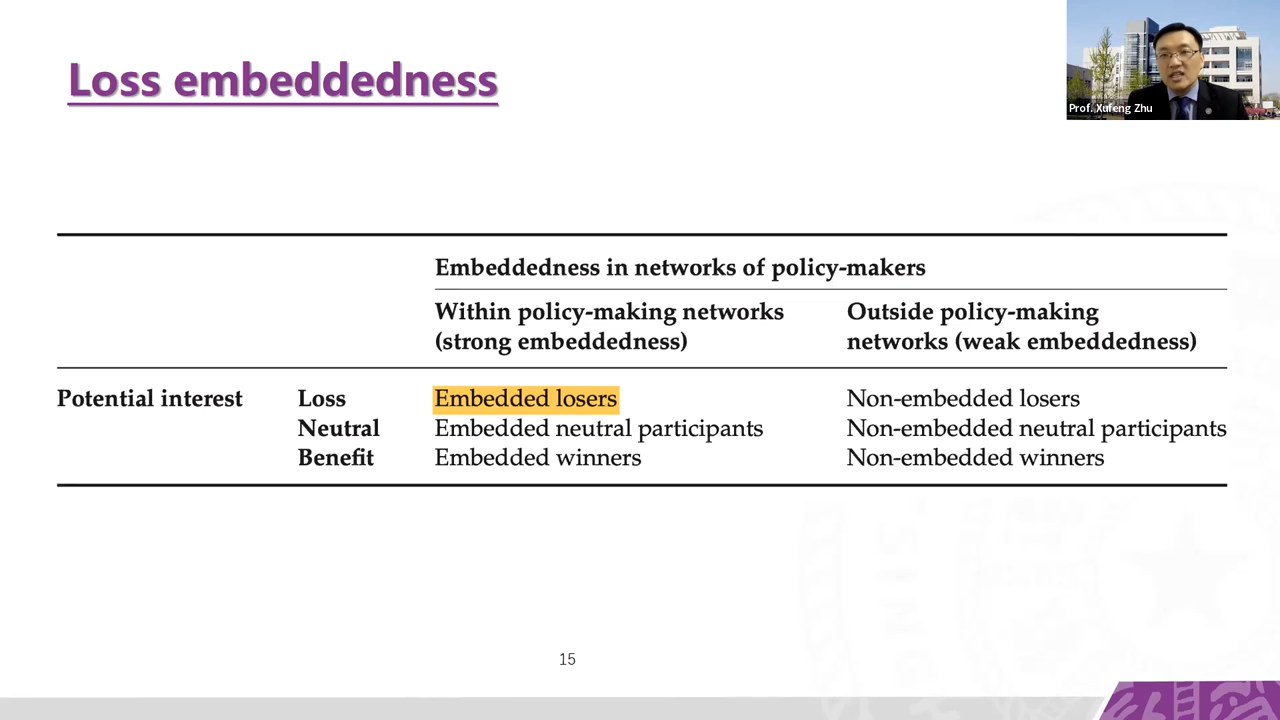 Loss embeddedness
Prof. Xufeng Zhu
Embeddedness in networks of policy-makers
Within policy-making networks
(strong embeddedness)
Outside policy-making
networks (weak embeddedness)
Potential interest
Loss
Embedded losers
Non-embedded losers
Neutral
Embedded neutral participants
Non-embedded neutral participants
Benefit
Embedded winners
Non-embedded winners
15